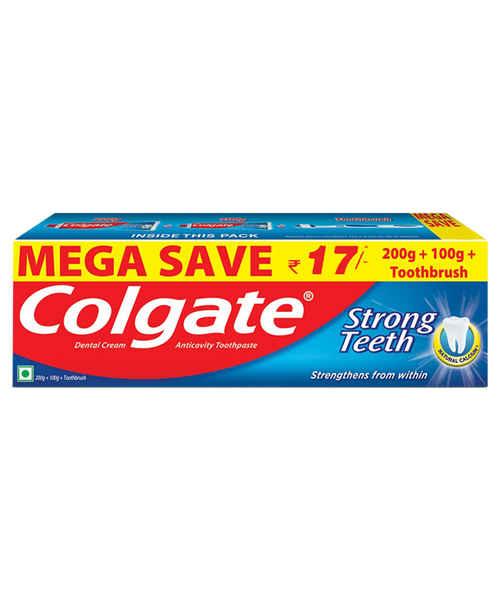 INSIDE THIS PACK
Toothbrush
MEGA SAVE
MEGA SAVE ₹ 17/-
200g + 100g +
Toothbrush
Colgate®
Dental Cream Anticavity Toothpaste
Strong
Teeth
NATURAL CALCIUM
Strengthens from within
200g + 100g + Toothbrush